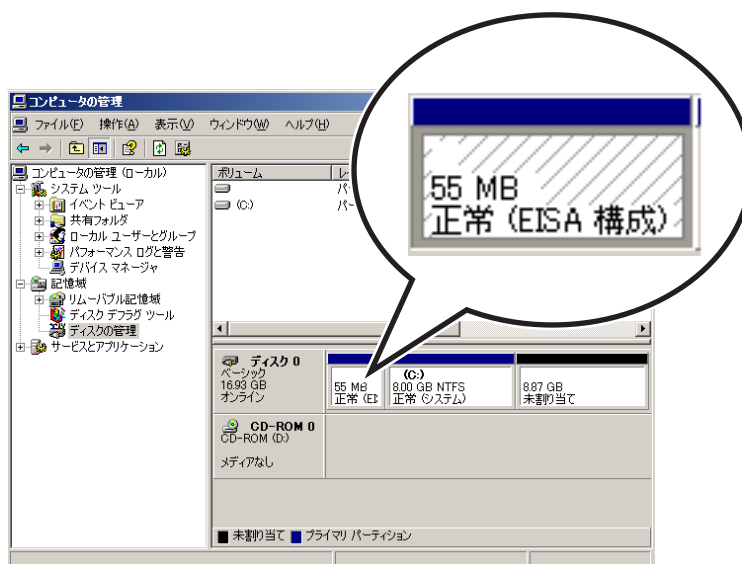 コンピュータの管理
ファイル(F) 操作(A) 表示(V) ウィンドウ(W) ヘルプ(H)
コンピュータの管理 (ローカル)
システム ツール
イベント ビューア
共有フォルダ
ローカル ユーザーとグループ
パフォーマンス ログと警告
デバイス マネージャ
記憶域
リムーバブル記憶域
ディスク デフラグ ツール
ディスクの管理
サービスとアプリケーション
ボリューム レ
パ
(C:) パー
55 MB
正常 (EISA 構成)
ディスク 0
ベーシック
16.93 GB
オンライン
55 MB
正常 (EI
(C:)
8.00 GB NTFS
正常 (システム)
8.87 GB
未割り当て
CD-ROM 0
CD-ROM (D:)
メディアなし
未割り当て プライマリ パーティション